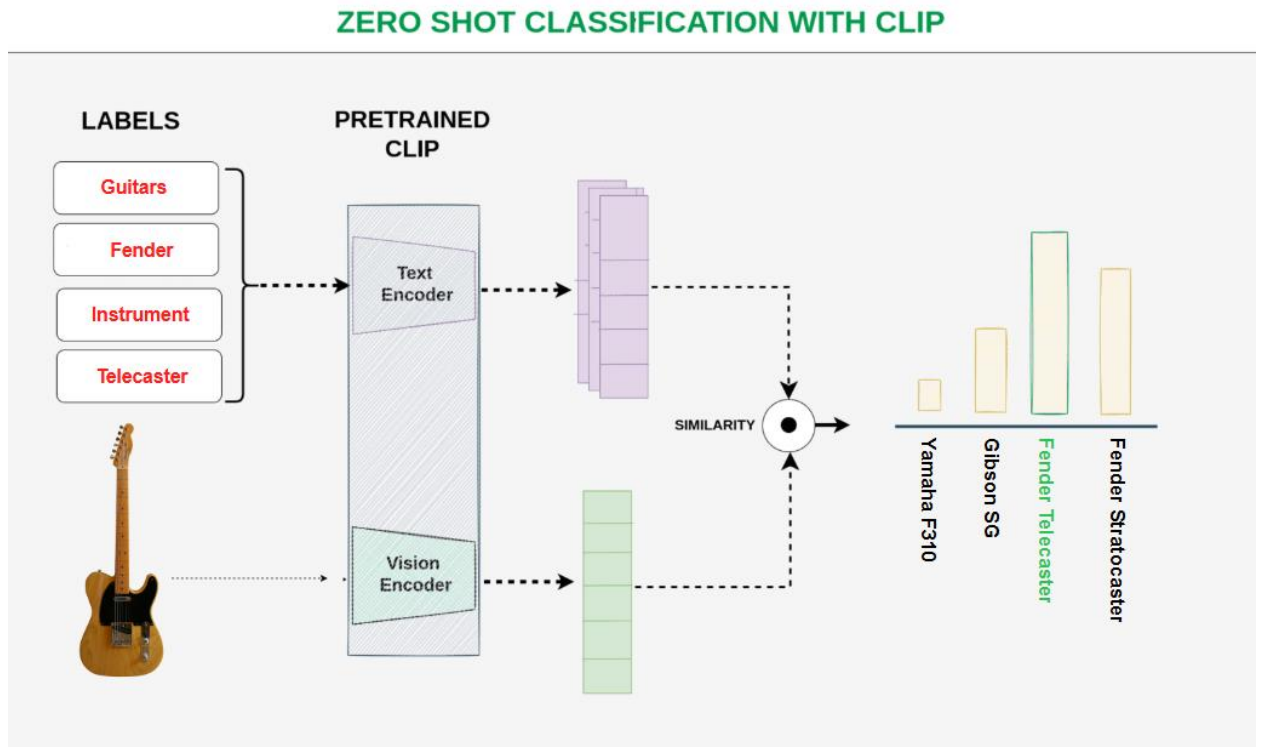 ZERO SHOT CLASSIFICATION WITH CLIP
LABELS
PRETRAINED
CLIP
Guitars
Fender
Instrument
Telecaster
Text
Encoder
Vision
Encoder
SIMILARITY
Yamaha F310
Gibson SG
Fender Telecaster
Fender Stratocaster